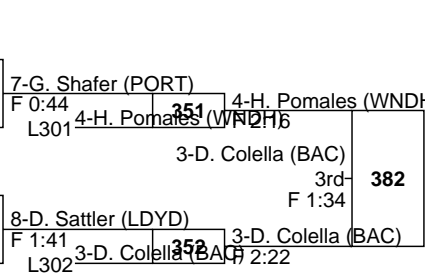 7-G. Shafer (PORT)
F 0:44
L301
4-H. Pomales (WNDH)
351
4-H. Pomales (WNDH
F 2:16
3-D. Colella (BAC)
3rd
F 1:34
382
8-D. Sattler (LDYD)
F 1:41
L302
3-D. Colella (BAC)
352
3-D. Colella (BAC)
F 2:22